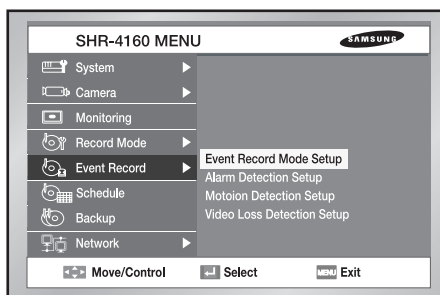 SHR-4160 MENU
SAMSUNG
System
Camera
Monitoring
Record Mode
Event Record
Schedule
Backup
Network
Event Record Mode Setup
Alarm Detection Setup
Motoion Detection Setup
Video Loss Detection Setup
Move/Control
Select
MENU Exit